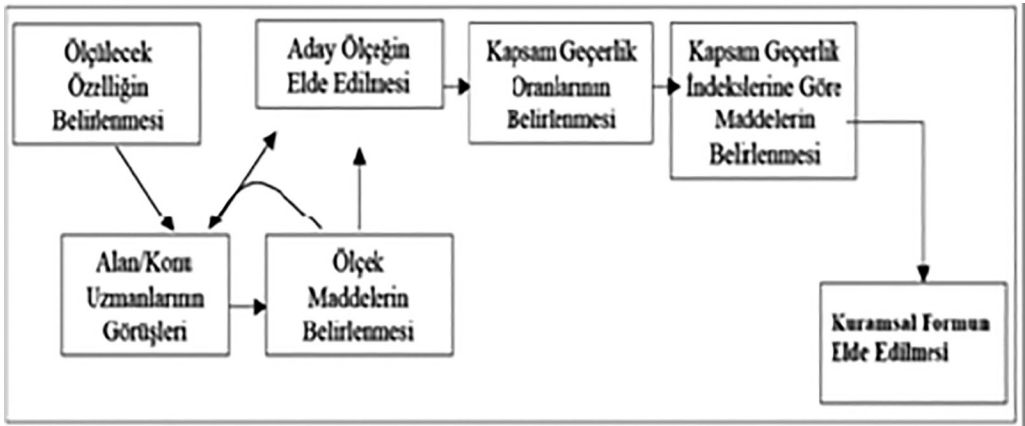 Ölçülecek
Özelliğin
Belirlenmesi
Aday Ölçeğin
Elde Edilmesi
Kapsam Geçerlik
Oranlarının
Belirlenmesi
Kapsam Geçerlik
İndekslerine Göre
Maddelerin
Belirlenmesi
Alan/Konu
Uzmanlarının
Görüşleri
Ölçek
Maddelerin
Belirlenmesi
Kuramsal Formun
Elde Edilmesi